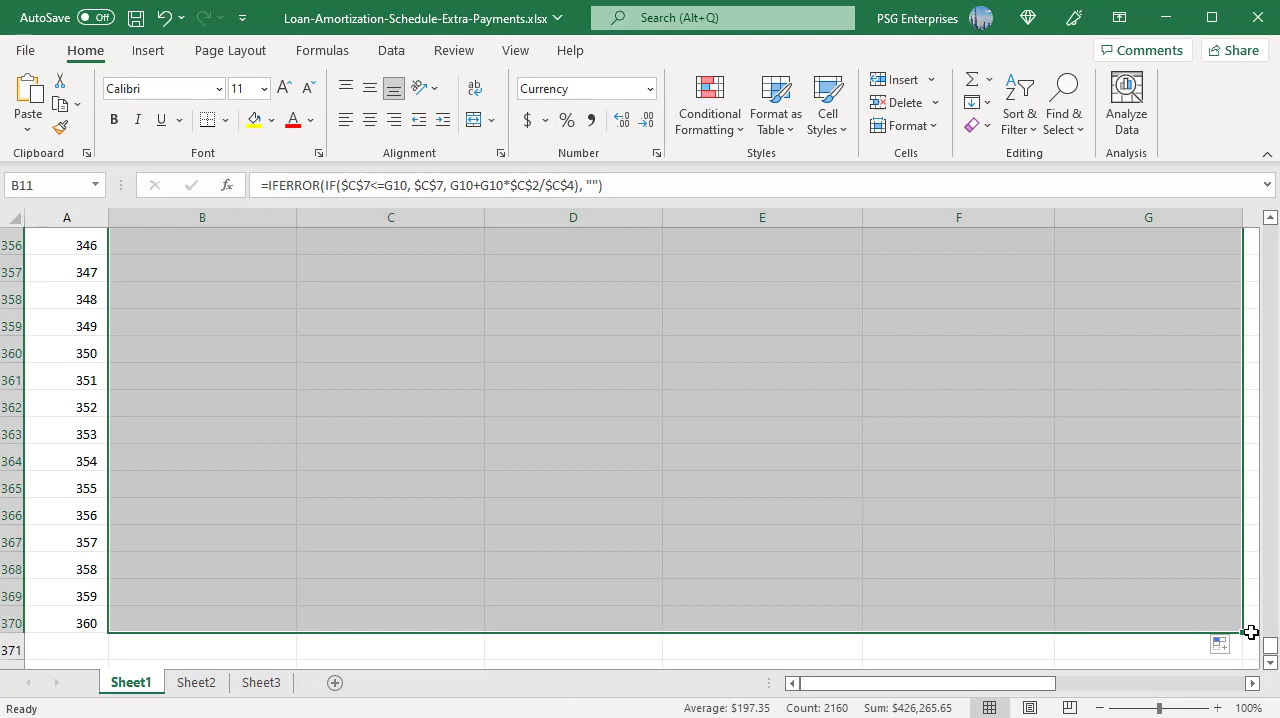 AutoSave Off Loan-Amortization-Schedule-Extra-Payments.xlsx Search (Alt+Q) PSG Enterprises
File Home Insert Page Layout Formulas Data Review View Help Comments Share
Paste
Clipboard
Calibri 11
B I U A
Font
ab
Alignment
Currency
$ % 9
Number
Conditional Formatting
Format as Table
Cell Styles
Styles
Insert
Delete
Format
Cells
Sort & Filter
Find & Select
Editing
Analyze Data
Analysis
B11 fx =IFERROR(IF($C$7<=G10, $C$7, G10+G10*$C$2/$C$4), "")
A B C D E F G
356 346
357 347
358 348
359 349
360 350
361 351
362 352
363 353
364 354
365 355
366 356
367 357
368 358
369 359
370 360
371
Sheet1 Sheet2 Sheet3
Ready Average: $197.35 Count: 2160 Sum: $426,265.65 100%